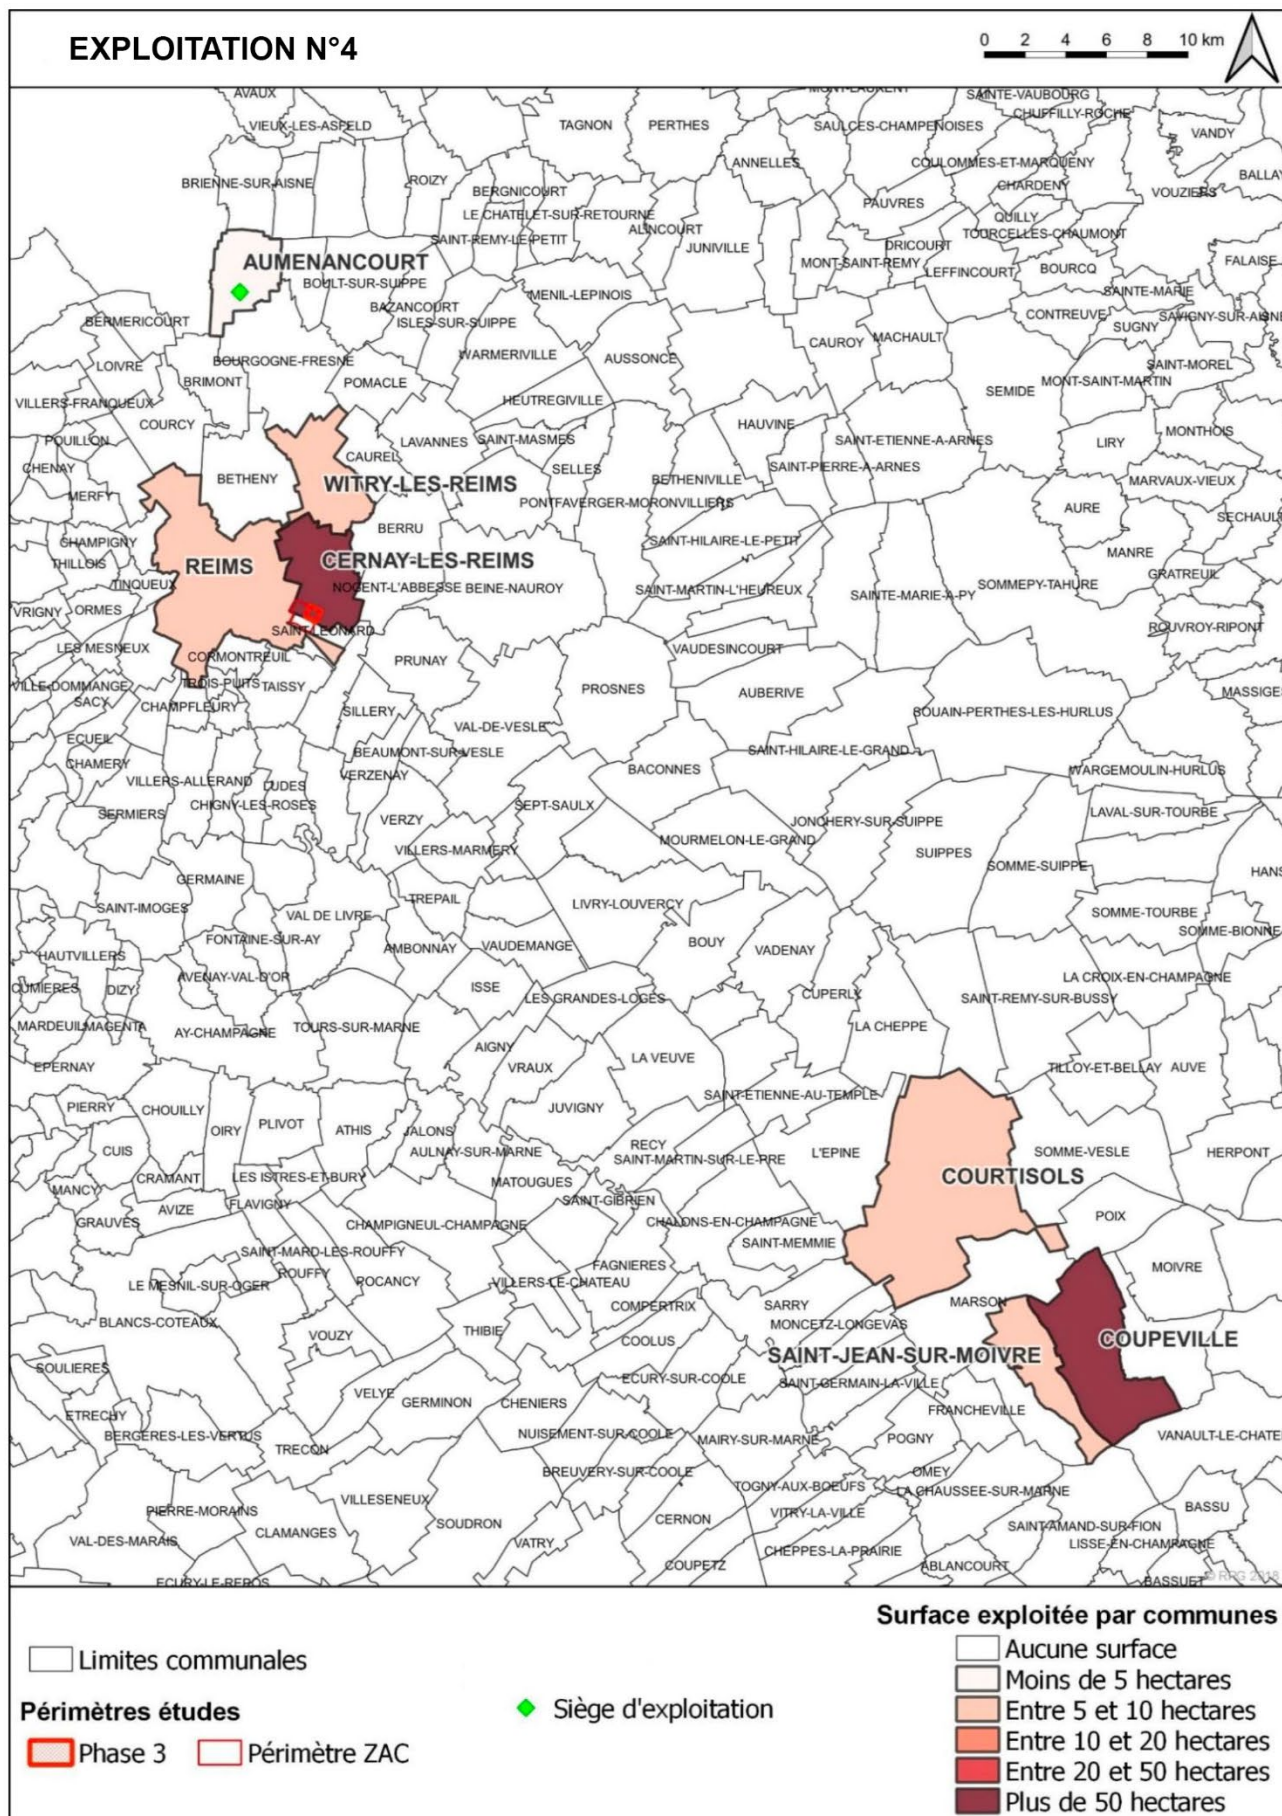 EXPLOITATION N°4
0 2 4 6 8 10 km
AVAUX
MONT-LAURENT
SAINTE-VAUBOURG
CHUFFILLY-ROCHE
VIEUX-LES-ASFELD
TAGNON
PERTHES
SAULCES-CHAMPENOISES
VANDY
ANNELLES
COULOMMES-ET-MARQUENY
BALLAY
BRIENNE-SUR-AISNE
ROIZY
BERGNICOURT
CHARDENY
VOUZIERS
PAUVRES
LE CHATELET-SUR-RETOURNE
QUILLY
ALINCOURT
TOURCELLES-CHAUMONT
SAINT-REMY-LE-PETIT
JUNIVILLE
DRICOURT
AUMENANCOURT
MONT-SAINT-REMY
LEFFINCOURT
BOURCQ
FALAISE
BOULT-SUR-SUIPPE
MENIL-LEPINOIS
SAINTE-MARIE
BAZANCOURT
CONTREUVE
SAVIGNY-SUR-AISNE
BERMERICOURT
ISLES-SUR-SUIPPE
SUGNY
CAUROY
MACHAULT
BOURGOGNE-FRESNE
WARMERIVILLE
AUSSONCE
LOIVRE
SAINT-MOREL
BRIMONT
POMACLE
SEMIDE
MONT-SAINT-MARTIN
VILLERS-FRANQUEUX
HEUTREGIVILLE
COURCY
HAUVINE
MONTHOIS
POUILLON
LAVANNES
SAINT-MASMES
SAINT-ETIENNE-A-ARNES
LIRY
CAUREL
CHENAY
SELLES
SAINT-PIERRE-A-ARNES
BETHENY
WITRY-LES-REIMS
BETHENIVILLE
MARVAUX-VIEUX
MERFY
PONTFAVERGER-MORONVILLIERS
AURE
SECHAULT
BERRU
CHAMPIGNY
SAINT-HILAIRE-LE-PETIT
MANRE
THILLOIS
REIMS
CERNAY-LES-REIMS
GRATREUIL
TINQUEUX
NOGENT-L'ABBESSE
BEINE-NAUROY
SAINT-MARTIN-L'HEUREUX
SAINTE-MARIE-A-PY
SOMMEPY-TAHURE
VRIGNY
ORMES
ROUVROY-RIPONT
SAINT-LEONARD
LES MESNEUX
CORMONTREUIL
PRUNAY
VAUDESINCOURT
VILLE-DOMMANGE
TROIS-PUITS
TAISSY
PROSNES
AUBERIVE
MASSIGES
SACY
CHAMPFLEURY
SILLERY
VAL-DE-VESLE
SOUAIN-PERTHES-LES-HURLUS
ECUEIL
BEAUMONT-SUR-VESLE
SAINT-HILAIRE-LE-GRAND
CHAMERY
VILLERS-ALLERAND
LUDES
VERZENAY
BACONNES
WARGEMOULIN-HURLUS
CHIGNY-LES-ROSES
SEPT-SAULX
SERMIERS
VERZY
JONCHERY-SUR-SUIPPE
LAVAL-SUR-TOURBE
MOURMELON-LE-GRAND
VILLERS-MARMERY
SUIPPES
SOMME-SUIPPE
HANS
GERMAINE
TREPAIL
LIVRY-LOUVERCY
SAINT-IMOGES
VAL DE LIVRE
SOMME-TOURBE
FONTAINE-SUR-AY
AMBONNAY
VAUDEMANGE
BOUY
VADENAY
SOMME-BIONNE
HAUTVILLERS
AVENAY-VAL-D'OR
LA CROIX-EN-CHAMPAGNE
CUMIERES
DIZY
ISSE
LES GRANDES-LOGES
CUPERLY
SAINT-REMY-SUR-BUSSY
MARDEUIL
MAGENTA
AY-CHAMPAGNE
TOURS-SUR-MARNE
LA CHEPPE
AIGNY
LA VEUVE
EPERNAY
VRAUX
TILLOY-ET-BELLAY
AUVE
SAINT-ETIENNE-AU-TEMPLE
PIERRY
CHOUILLY
JUVIGNY
OIRY
PLIVOT
ATHIS
JALONS
RECY
CUIS
AULNAY-SUR-MARNE
SAINT-MARTIN-SUR-LE-PRE
L'EPINE
SOMME-VESLE
HERPONT
CRAMANT
LES ISTRES-ET-BURY
MATOUGUES
COURTISOLS
MANCY
AVIZE
FLAVIGNY
SAINT-GIBRIEN
GRAUVES
CHAMPIGNEUL-CHAMPAGNE
CHALONS-EN-CHAMPAGNE
POIX
SAINT-MARD-LES-ROUFFY
SAINT-MEMMIE
ROUFFY
FAGNIERES
MOIVRE
LE MESNIL-SUR-OGER
POCANCY
VILLERS-LE-CHATEAU
COMPERTRIX
SARRY
MARSON
BLANCS-COTEAUX
VOUZY
THIBIE
COOLUS
MONCETZ-LONGEVAS
COUPEVILLE
SAINT-JEAN-SUR-MOIVRE
SOULIERES
ECURY-SUR-COOLE
SAINT-GERMAIN-LA-VILLE
VELYE
GERMINON
CHENIERS
FRANCHEVILLE
ETRECHY
BERGERES-LES-VERTUS
NUISEMENT-SUR-COOLE
MAIRY-SUR-MARNE
POGNY
VANAULT-LE-CHATE
TRECON
BREUVERY-SUR-COOLE
OMEY
TOGNY-AUX-BOEUFS
LA CHAUSSEE-SUR-MARNE
VILLESENEUX
BASSU
PIERRE-MORAINS
CERNON
VITRY-LA-VILLE
SOUDRON
SAINT-AMAND-SUR-FION
CLAMANGES
VAL-DES-MARAIS
VATRY
LISSE-EN-CHAMPAGNE
CHEPPES-LA-PRAIRIE
COUPETZ
ABLANCOURT
ECURY-LE-REPOS
BASSUET
© RPG 2018
Surface exploitée par communes
Limites communales
Aucune surface
Moins de 5 hectares
Périmètres études
Siège d'exploitation
Entre 5 et 10 hectares
Phase 3
Périmètre ZAC
Entre 10 et 20 hectares
Entre 20 et 50 hectares
Plus de 50 hectares